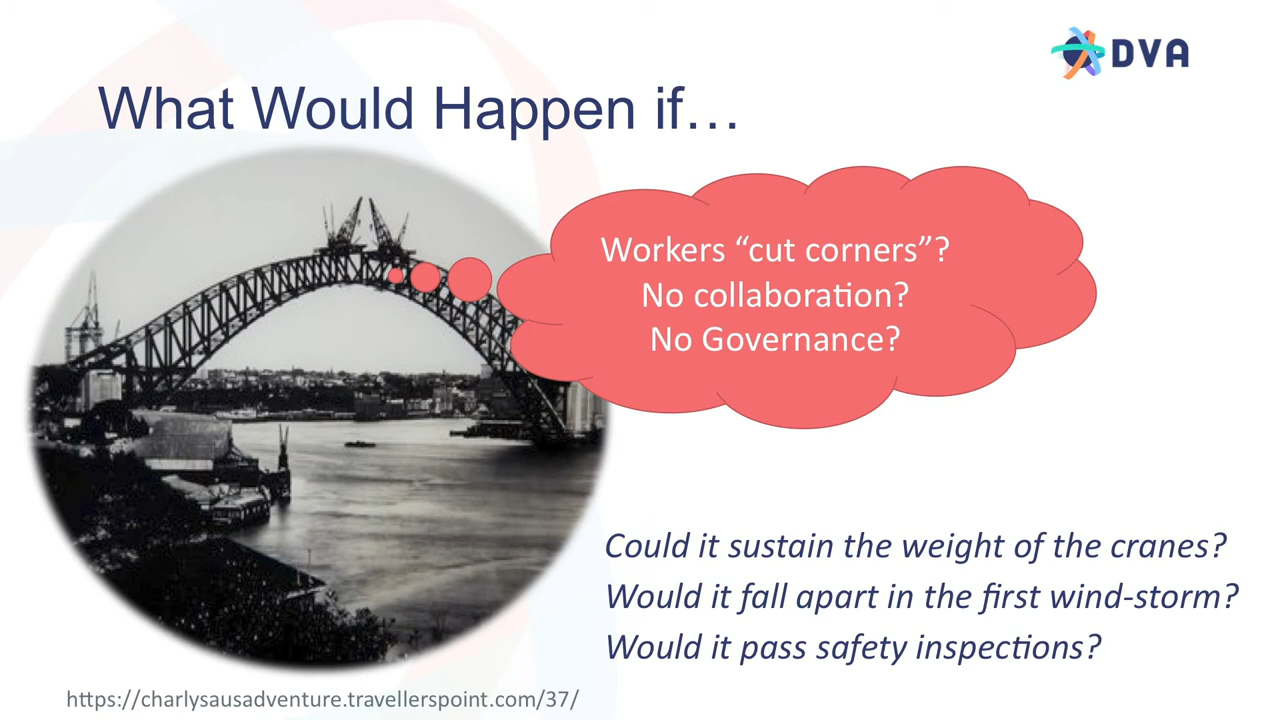 DVA
What Would Happen if…
Workers “cut corners”?
No collaboration?
No Governance?
Could it sustain the weight of the cranes?
Would it fall apart in the first wind-storm?
Would it pass safety inspections?
https://charlysausadventure.travellerspoint.com/37/